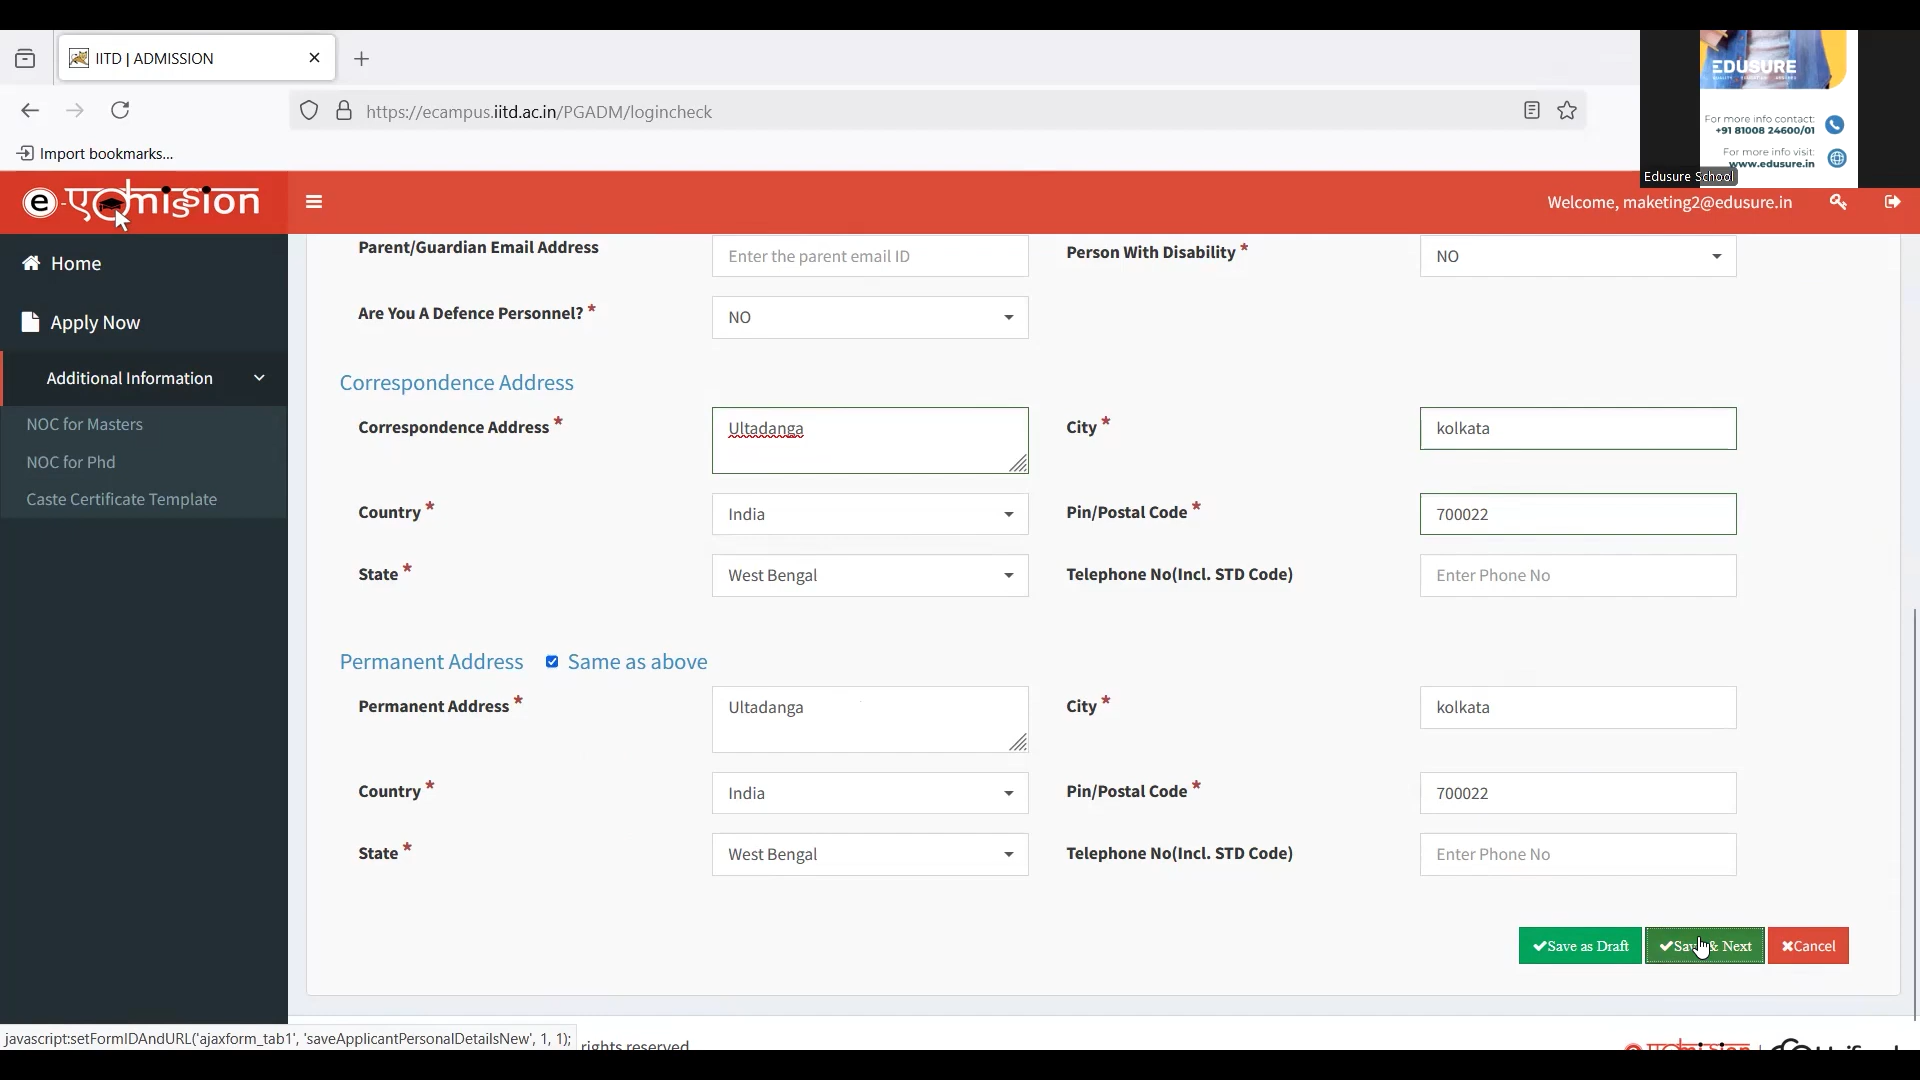 IITD | ADMISSION
https://ecampus.iitd.ac.in/PGADM/logincheck
Import bookmarks...
EDUSURE
For more info contact:
+91 81008 24600/01
For more info visit:
www.edusure.in
Edusure School
e-एdmission
Welcome, maketing2@edusure.in
Home
Apply Now
Additional Information
NOC for Masters
NOC for Phd
Caste Certificate Template
Parent/Guardian Email Address Enter the parent email ID Person With Disability * NO
Are You A Defence Personnel? * NO
Correspondence Address
Correspondence Address * Ultadanga City * kolkata
Country * India Pin/Postal Code * 700022
State * West Bengal Telephone No(Incl. STD Code) Enter Phone No
Permanent Address Same as above
Permanent Address * Ultadanga City * kolkata
Country * India Pin/Postal Code * 700022
State * West Bengal Telephone No(Incl. STD Code) Enter Phone No
Save as Draft Save & Next Cancel
javascript:setFormIDAndURL('ajaxform_tab1', 'saveApplicantPersonalDetailsNew', 1, 1);
rights reserved